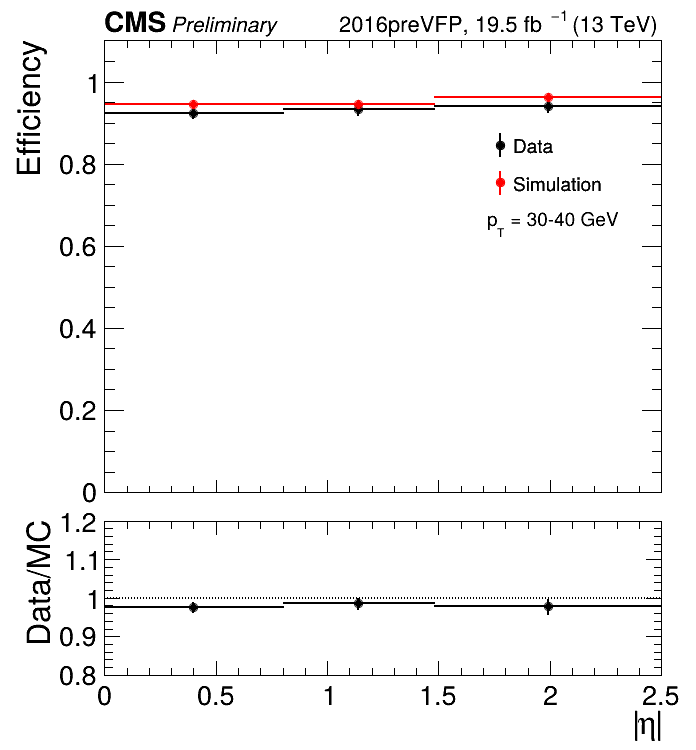 CMS Preliminary 2016preVFP, 19.5 fb⁻¹ (13 TeV)
Efficiency
1
0.8
0.6
0.4
0.2
0
Data
Simulation
p_T = 30-40 GeV
Data/MC
1.2
1.1
1
0.9
0.8
0 0.5 1 1.5 2 2.5
|η|